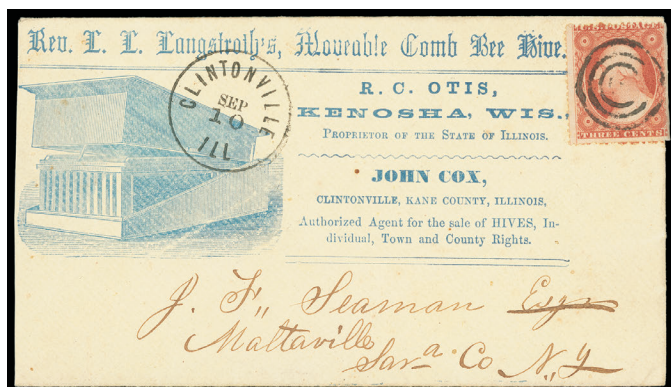 Rev. L. L. Langstroth's, Moveable Comb Bee Hive.
R. C. OTIS,
KENOSHA, WIS.,
PROPRIETOR OF THE STATE OF ILLINOIS.
JOHN COX,
CLINTONVILLE, KANE COUNTY, ILLINOIS,
Authorized Agent for the sale of HIVES, In-
dividual, Town and County Rights.
CLINTONVILLE
SEP
10
ILL
THREE CENTS
J. F,, Seaman Esqr
Maltaville
Sara Co N,,Y